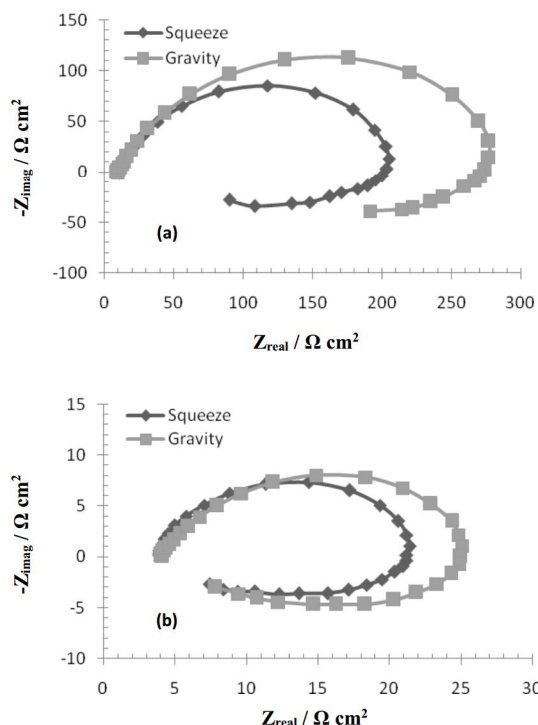 150
100
50
0
-50
-100
-Zimag / Ω cm²
Squeeze
Gravity
(a)
0 50 100 150 200 250 300
Zreal / Ω cm²
15
10
5
0
-5
-10
-Zimag / Ω cm²
Squeeze
Gravity
(b)
0 5 10 15 20 25 30
Zreal / Ω cm²